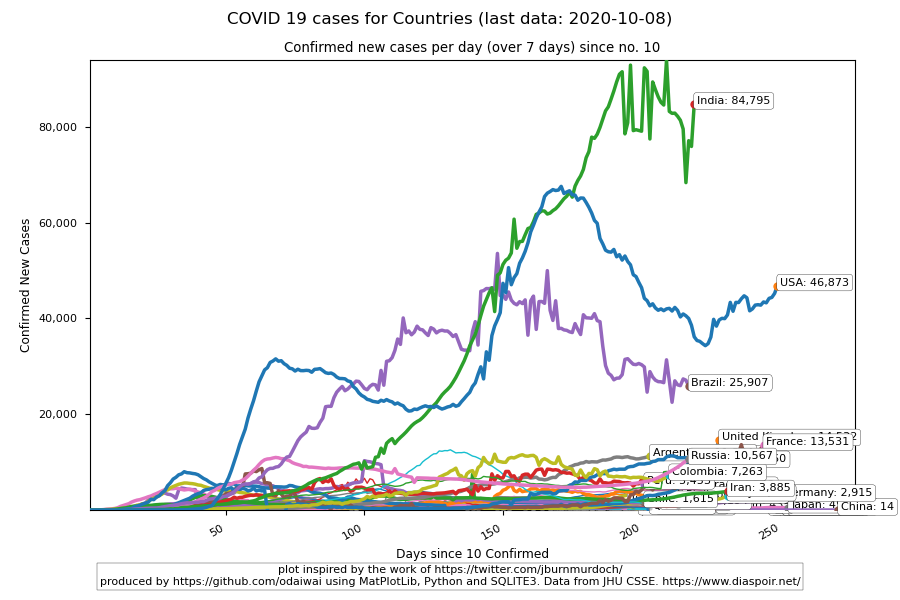 COVID 19 cases for Countries (last data: 2020-10-08)
Confirmed new cases per day (over 7 days) since no. 10
Confirmed New Cases
80,000
60,000
40,000
20,000
India: 84,795
USA: 46,873
Brazil: 25,907
United
France: 13,531
Russia: 10,567
Colombia: 7,263
Iran: 3,885
2,915
China: 14
50
100
150
200
250
Days since 10 Confirmed
plot inspired by the work of https://twitter.com/jburnmurdoch/
produced by https://github.com/odaiwai using MatPlotLib, Python and SQLITE3. Data from JHU CSSE. https://www.diaspoir.net/